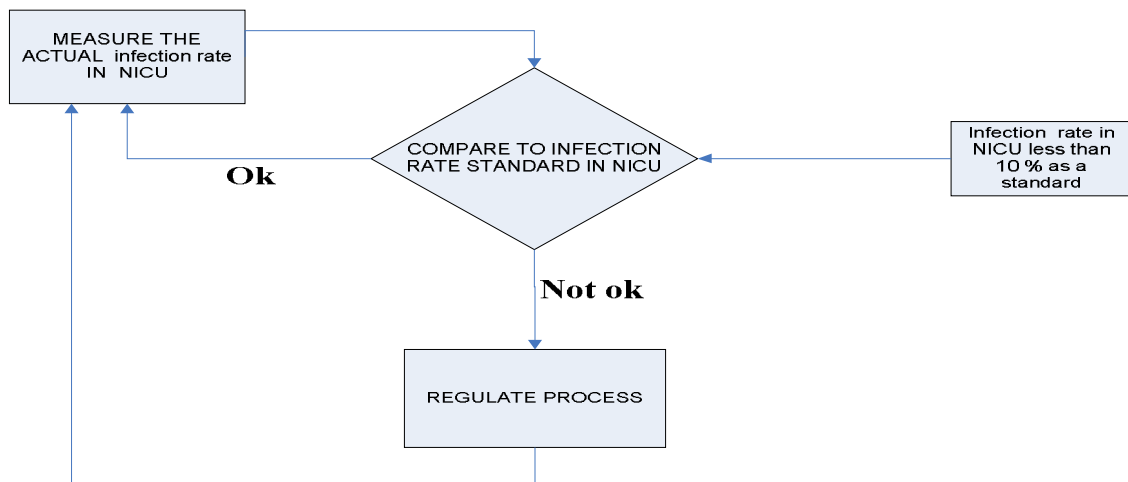 MEASURE THE
ACTUAL infection rate
IN NICU
COMPARE TO INFECTION
RATE STANDARD IN NICU
Infection rate in
NICU less than
10 % as a
standard
Ok
Not ok
REGULATE PROCESS